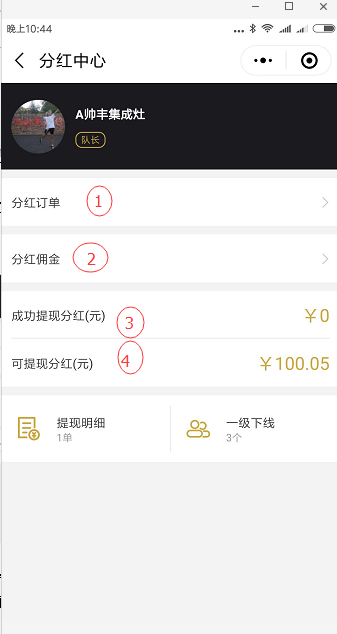 晚上10:44
分红中心
A帅丰集成灶
队长
分红订单 1
分红佣金 2
成功提现分红(元) 3 ￥0
可提现分红(元) 4 ￥100.05
提现明细
1单
一级下线
3个